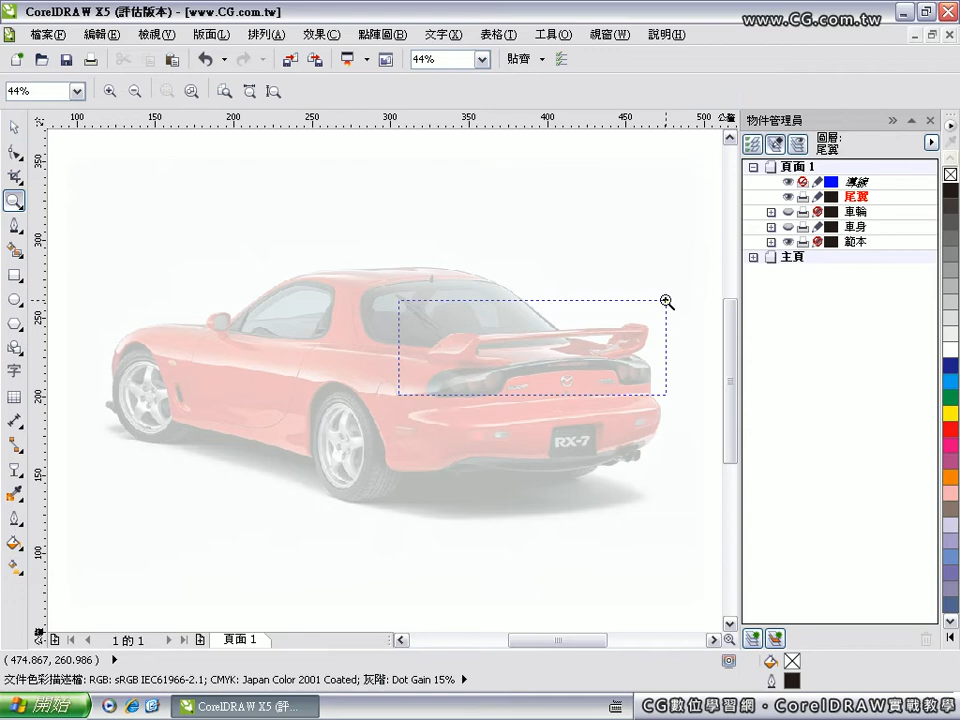 CorelDRAW X5 (評估版本) - [www.CG.com.tw]
www.CG.com.tw
檔案(F) 編輯(E) 檢視(V) 版面(L) 排列(A) 效果(C) 點陣圖(B) 文字(X) 表格(T) 工具(O) 視窗(W) 說明(H)
44% 貼齊
44%
100 150 200 250 300 350 400 450 500 公釐
350
300
250
200
150
100
物件管理員
圖層:
尾翼
頁面 1
導線
尾翼
車輪
車身
範本
主頁
RX-7
1 的 1 頁面 1
(474.867, 260.986)
文件色彩描述檔: RGB: sRGB IEC61966-2.1; CMYK: Japan Color 2001 Coated; 灰階: Dot Gain 15%
開始 CorelDRAW X5 (評...
CG數位學習網・CorelDRAW實戰教學